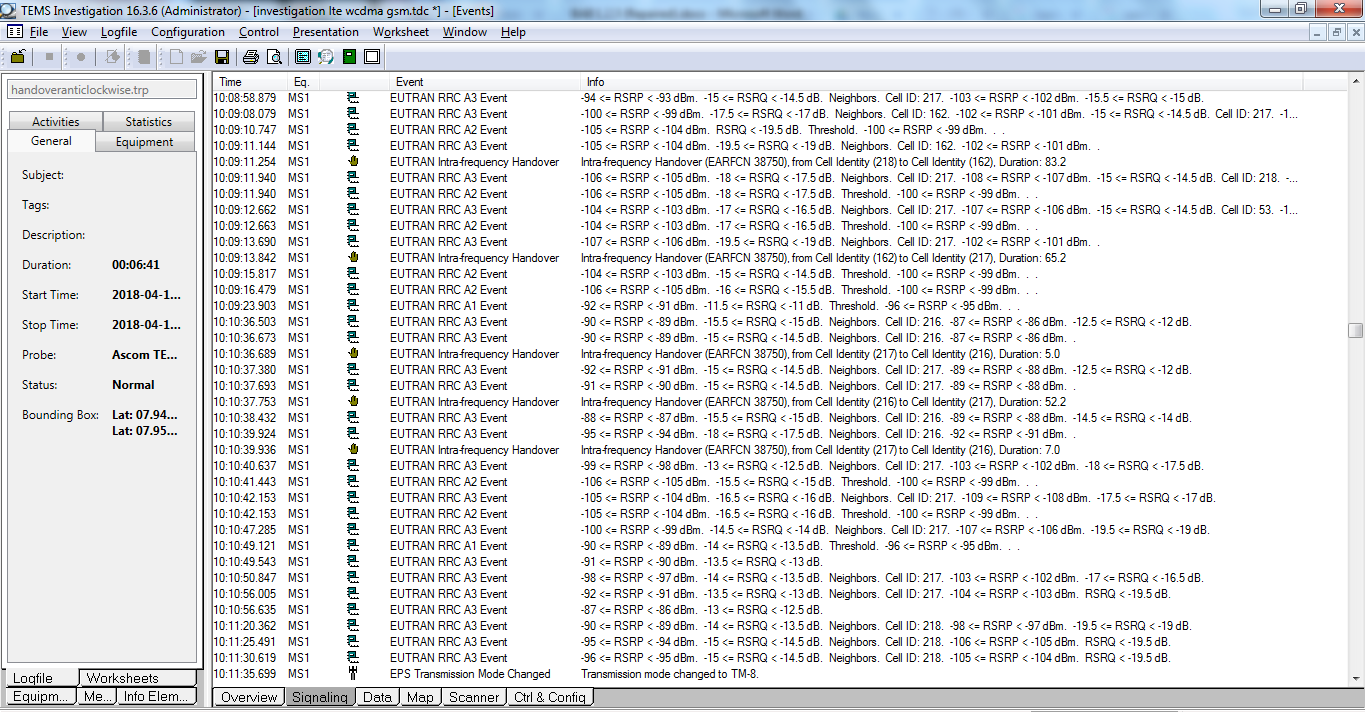 TEMS Investigation 16.3.6 (Administrator) - [investigation lte wcdma gsm.tdc *] - [Events]
File View Logfile Configuration Control Presentation Worksheet Window Help
handoveranticlockwise.trp
Activities Statistics
General Equipment
Subject:
Tags:
Description:
Duration: 00:06:41
Start Time: 2018-04-1...
Stop Time: 2018-04-1...
Probe: Ascom TE...
Status: Normal
Bounding Box: Lat: 07.94...
Lat: 07.95...
Logfile Worksheets
Equipm... Me... Info Elem...
Time Eq. Event Info
10:08:58.879 MS1 EUTRAN RRC A3 Event -94 <= RSRP < -93 dBm. -15 <= RSRQ < -14.5 dB. Neighbors. Cell ID: 217. -103 <= RSRP < -102 dBm. -15.5 <= RSRQ < -15 dB.
10:09:08.079 MS1 EUTRAN RRC A3 Event -100 <= RSRP < -99 dBm. -17.5 <= RSRQ < -17 dB. Neighbors. Cell ID: 162. -102 <= RSRP < -101 dBm. -15 <= RSRQ < -14.5 dB. Cell ID: 217. -1...
10:09:10.747 MS1 EUTRAN RRC A2 Event -105 <= RSRP < -104 dBm. RSRQ < -19.5 dB. Threshold. -100 <= RSRP < -99 dBm. . .
10:09:11.144 MS1 EUTRAN RRC A3 Event -105 <= RSRP < -104 dBm. -19.5 <= RSRQ < -19 dB. Neighbors. Cell ID: 162. -102 <= RSRP < -101 dBm. .
10:09:11.254 MS1 EUTRAN Intra-frequency Handover Intra-frequency Handover (EARFCN 38750), from Cell Identity (218) to Cell Identity (162), Duration: 83.2
10:09:11.940 MS1 EUTRAN RRC A3 Event -106 <= RSRP < -105 dBm. -18 <= RSRQ < -17.5 dB. Neighbors. Cell ID: 217. -108 <= RSRP < -107 dBm. -15 <= RSRQ < -14.5 dB. Cell ID: 218. -...
10:09:11.940 MS1 EUTRAN RRC A2 Event -106 <= RSRP < -105 dBm. -18 <= RSRQ < -17.5 dB. Threshold. -100 <= RSRP < -99 dBm. . .
10:09:12.662 MS1 EUTRAN RRC A3 Event -104 <= RSRP < -103 dBm. -17 <= RSRQ < -16.5 dB. Neighbors. Cell ID: 217. -107 <= RSRP < -106 dBm. -15 <= RSRQ < -14.5 dB. Cell ID: 53. -1...
10:09:12.663 MS1 EUTRAN RRC A2 Event -104 <= RSRP < -103 dBm. -17 <= RSRQ < -16.5 dB. Threshold. -100 <= RSRP < -99 dBm. . .
10:09:13.690 MS1 EUTRAN RRC A3 Event -107 <= RSRP < -106 dBm. -19.5 <= RSRQ < -19 dB. Neighbors. Cell ID: 217. -102 <= RSRP < -101 dBm. .
10:09:13.842 MS1 EUTRAN Intra-frequency Handover Intra-frequency Handover (EARFCN 38750), from Cell Identity (162) to Cell Identity (217), Duration: 65.2
10:09:15.817 MS1 EUTRAN RRC A2 Event -104 <= RSRP < -103 dBm. -15 <= RSRQ < -14.5 dB. Threshold. -100 <= RSRP < -99 dBm. . .
10:09:16.479 MS1 EUTRAN RRC A2 Event -106 <= RSRP < -105 dBm. -16 <= RSRQ < -15.5 dB. Threshold. -100 <= RSRP < -99 dBm. . .
10:09:23.903 MS1 EUTRAN RRC A1 Event -92 <= RSRP < -91 dBm. -11.5 <= RSRQ < -11 dB. Threshold. -96 <= RSRP < -95 dBm. . .
10:10:36.503 MS1 EUTRAN RRC A3 Event -90 <= RSRP < -89 dBm. -15.5 <= RSRQ < -15 dB. Neighbors. Cell ID: 216. -87 <= RSRP < -86 dBm. -12.5 <= RSRQ < -12 dB.
10:10:36.673 MS1 EUTRAN RRC A3 Event -90 <= RSRP < -89 dBm. -15 <= RSRQ < -14.5 dB. Neighbors. Cell ID: 216. -87 <= RSRP < -86 dBm. .
10:10:36.689 MS1 EUTRAN Intra-frequency Handover Intra-frequency Handover (EARFCN 38750), from Cell Identity (217) to Cell Identity (216), Duration: 5.0
10:10:37.380 MS1 EUTRAN RRC A3 Event -92 <= RSRP < -91 dBm. -15 <= RSRQ < -14.5 dB. Neighbors. Cell ID: 217. -89 <= RSRP < -88 dBm. -12.5 <= RSRQ < -12 dB.
10:10:37.693 MS1 EUTRAN RRC A3 Event -91 <= RSRP < -90 dBm. -15 <= RSRQ < -14.5 dB. Neighbors. Cell ID: 217. -89 <= RSRP < -88 dBm. .
10:10:37.753 MS1 EUTRAN Intra-frequency Handover Intra-frequency Handover (EARFCN 38750), from Cell Identity (216) to Cell Identity (217), Duration: 52.2
10:10:38.432 MS1 EUTRAN RRC A3 Event -88 <= RSRP < -87 dBm. -15.5 <= RSRQ < -15 dB. Neighbors. Cell ID: 216. -89 <= RSRP < -88 dBm. -14.5 <= RSRQ < -14 dB.
10:10:39.924 MS1 EUTRAN RRC A3 Event -95 <= RSRP < -94 dBm. -18 <= RSRQ < -17.5 dB. Neighbors. Cell ID: 216. -92 <= RSRP < -91 dBm. .
10:10:39.936 MS1 EUTRAN Intra-frequency Handover Intra-frequency Handover (EARFCN 38750), from Cell Identity (217) to Cell Identity (216), Duration: 7.0
10:10:40.637 MS1 EUTRAN RRC A3 Event -99 <= RSRP < -98 dBm. -13 <= RSRQ < -12.5 dB. Neighbors. Cell ID: 217. -103 <= RSRP < -102 dBm. -18 <= RSRQ < -17.5 dB.
10:10:41.443 MS1 EUTRAN RRC A2 Event -106 <= RSRP < -105 dBm. -15.5 <= RSRQ < -15 dB. Threshold. -100 <= RSRP < -99 dBm. . .
10:10:42.153 MS1 EUTRAN RRC A3 Event -105 <= RSRP < -104 dBm. -16.5 <= RSRQ < -16 dB. Neighbors. Cell ID: 217. -109 <= RSRP < -108 dBm. -17.5 <= RSRQ < -17 dB.
10:10:42.153 MS1 EUTRAN RRC A2 Event -105 <= RSRP < -104 dBm. -16.5 <= RSRQ < -16 dB. Threshold. -100 <= RSRP < -99 dBm. . .
10:10:47.285 MS1 EUTRAN RRC A3 Event -100 <= RSRP < -99 dBm. -14.5 <= RSRQ < -14 dB. Neighbors. Cell ID: 217. -107 <= RSRP < -106 dBm. -19.5 <= RSRQ < -19 dB.
10:10:49.121 MS1 EUTRAN RRC A1 Event -90 <= RSRP < -89 dBm. -14 <= RSRQ < -13.5 dB. Threshold. -96 <= RSRP < -95 dBm. . .
10:10:49.543 MS1 EUTRAN RRC A3 Event -91 <= RSRP < -90 dBm. -13.5 <= RSRQ < -13 dB.
10:10:50.847 MS1 EUTRAN RRC A3 Event -98 <= RSRP < -97 dBm. -14 <= RSRQ < -13.5 dB. Neighbors. Cell ID: 217. -103 <= RSRP < -102 dBm. -17 <= RSRQ < -16.5 dB.
10:10:56.005 MS1 EUTRAN RRC A3 Event -92 <= RSRP < -91 dBm. -13.5 <= RSRQ < -13 dB. Neighbors. Cell ID: 217. -104 <= RSRP < -103 dBm. RSRQ < -19.5 dB.
10:10:56.635 MS1 EUTRAN RRC A3 Event -87 <= RSRP < -86 dBm. -13 <= RSRQ < -12.5 dB.
10:11:20.362 MS1 EUTRAN RRC A3 Event -90 <= RSRP < -89 dBm. -14 <= RSRQ < -13.5 dB. Neighbors. Cell ID: 218. -98 <= RSRP < -97 dBm. -19.5 <= RSRQ < -19 dB.
10:11:25.491 MS1 EUTRAN RRC A3 Event -95 <= RSRP < -94 dBm. -15 <= RSRQ < -14.5 dB. Neighbors. Cell ID: 218. -106 <= RSRP < -105 dBm. RSRQ < -19.5 dB.
10:11:30.619 MS1 EUTRAN RRC A3 Event -96 <= RSRP < -95 dBm. -15 <= RSRQ < -14.5 dB. Neighbors. Cell ID: 218. -105 <= RSRP < -104 dBm. RSRQ < -19.5 dB.
10:11:35.699 MS1 EPS Transmission Mode Changed Transmission mode changed to TM-8.
Overview Signaling Data Map Scanner Ctrl & Config